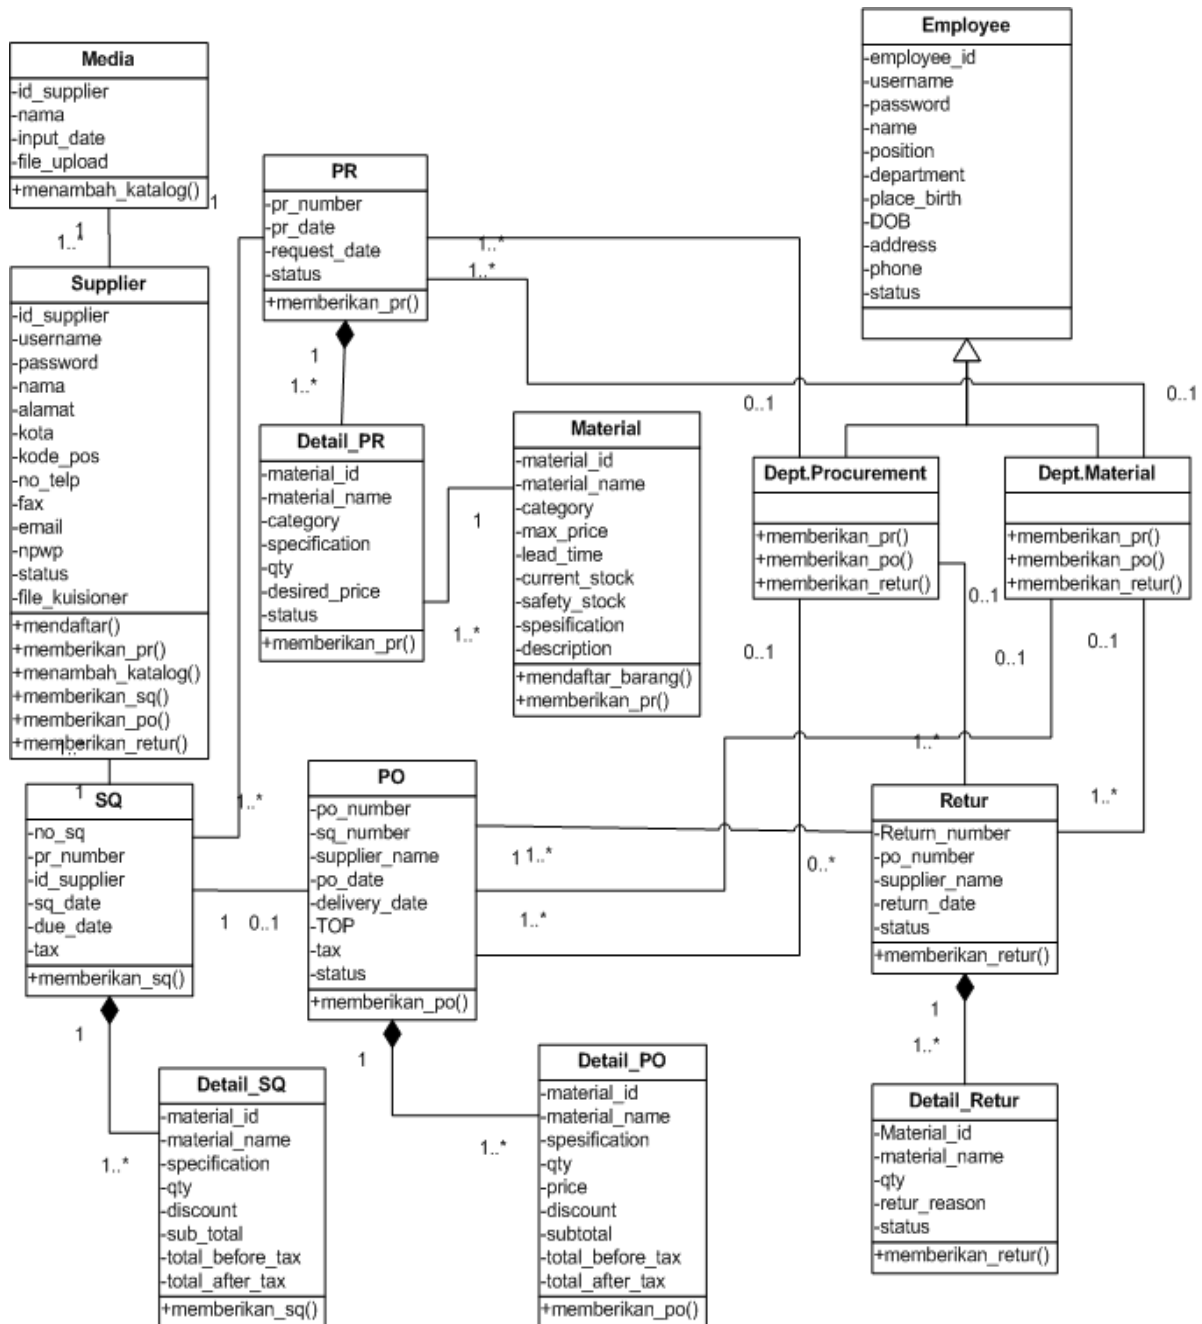 Media
-id_supplier
-nama
-input_date
-file_upload
+menambah_katalog()
1
1
1..*
Supplier
-id_supplier
-username
-password
-nama
-alamat
-kota
-kode_pos
-no_telp
-fax
-email
-npwp
-status
-file_kuisioner
+mendaftar()
+memberikan_pr()
+menambah_katalog()
+memberikan_sq()
+memberikan_po()
+memberikan_retur()
1..*
1
SQ
-no_sq
-pr_number
-id_supplier
-sq_date
-due_date
-tax
+memberikan_sq()
1
1..*
Detail_SQ
-material_id
-material_name
-specification
-qty
-discount
-sub_total
-total_before_tax
-total_after_tax
+memberikan_sq()
PR
-pr_number
-pr_date
-request_date
-status
+memberikan_pr()
1..*
1..*
1
1..*
Detail_PR
-material_id
-material_name
-category
-specification
-qty
-desired_price
-status
+memberikan_pr()
1
1..*
Material
-material_id
-material_name
-category
-max_price
-lead_time
-current_stock
-safety_stock
-spesification
-description
+mendaftar_barang()
+memberikan_pr()
1..*
1 0..1
PO
-po_number
-sq_number
-supplier_name
-po_date
-delivery_date
-TOP
-tax
-status
+memberikan_po()
1 1..*
1..*
0..*
1
1..*
Detail_PO
-material_id
-material_name
-spesification
-qty
-price
-discount
-subtotal
-total_before_tax
-total_after_tax
+memberikan_po()
Employee
-employee_id
-username
-password
-name
-position
-department
-place_birth
-DOB
-address
-phone
-status
0..1
0..1
Dept.Procurement
+memberikan_pr()
+memberikan_po()
+memberikan_retur()
Dept.Material
+memberikan_pr()
+memberikan_po()
+memberikan_retur()
0..1
0..1
0..1
0..1
1..*
1..*
Retur
-Return_number
-po_number
-supplier_name
-return_date
-status
+memberikan_retur()
1
1..*
Detail_Retur
-Material_id
-material_name
-qty
-retur_reason
-status
+memberikan_retur()